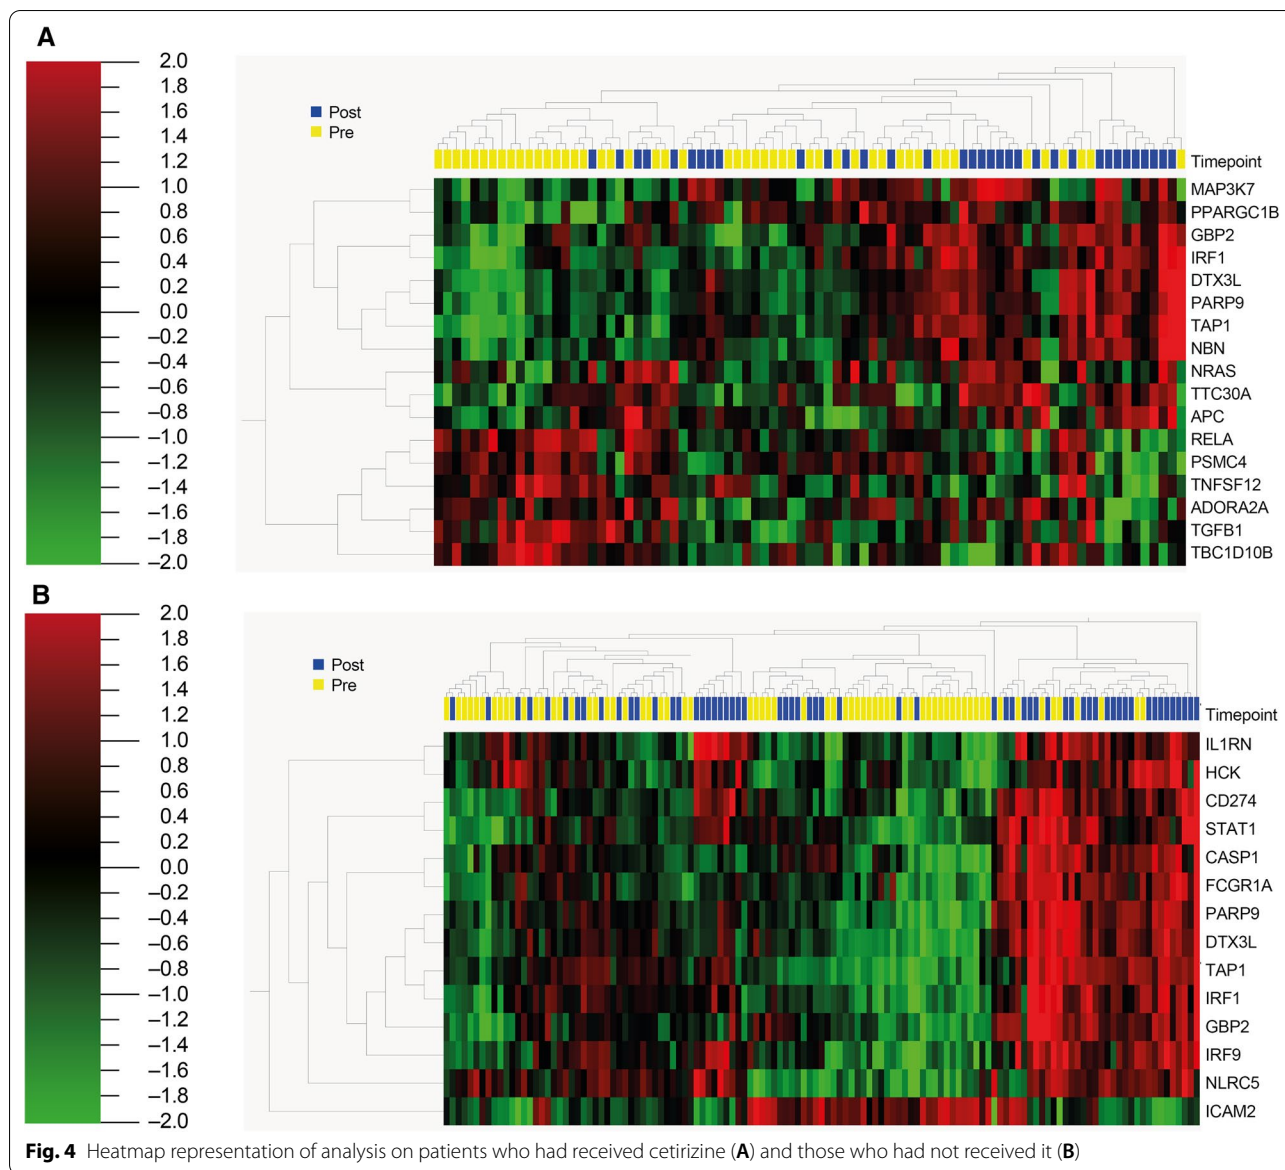 A
2.0
1.8
1.6
1.4
1.2
1.0
0.8
0.6
0.4
0.2
0.0
–0.2
–0.4
–0.6
–0.8
–1.0
–1.2
–1.4
–1.6
–1.8
–2.0
Post
Pre
Timepoint
MAP3K7
PPARGC1B
GBP2
IRF1
DTX3L
PARP9
TAP1
NBN
NRAS
TTC30A
APC
RELA
PSMC4
TNFSF12
ADORA2A
TGFB1
TBC1D10B
B
2.0
1.8
1.6
1.4
1.2
1.0
0.8
0.6
0.4
0.2
0.0
–0.2
–0.4
–0.6
–0.8
–1.0
–1.2
–1.4
–1.6
–1.8
–2.0
Post
Pre
Timepoint
IL1RN
HCK
CD274
STAT1
CASP1
FCGR1A
PARP9
DTX3L
TAP1
IRF1
GBP2
IRF9
NLRC5
ICAM2
Fig. 4 Heatmap representation of analysis on patients who had received cetirizine (A) and those who had not received it (B)